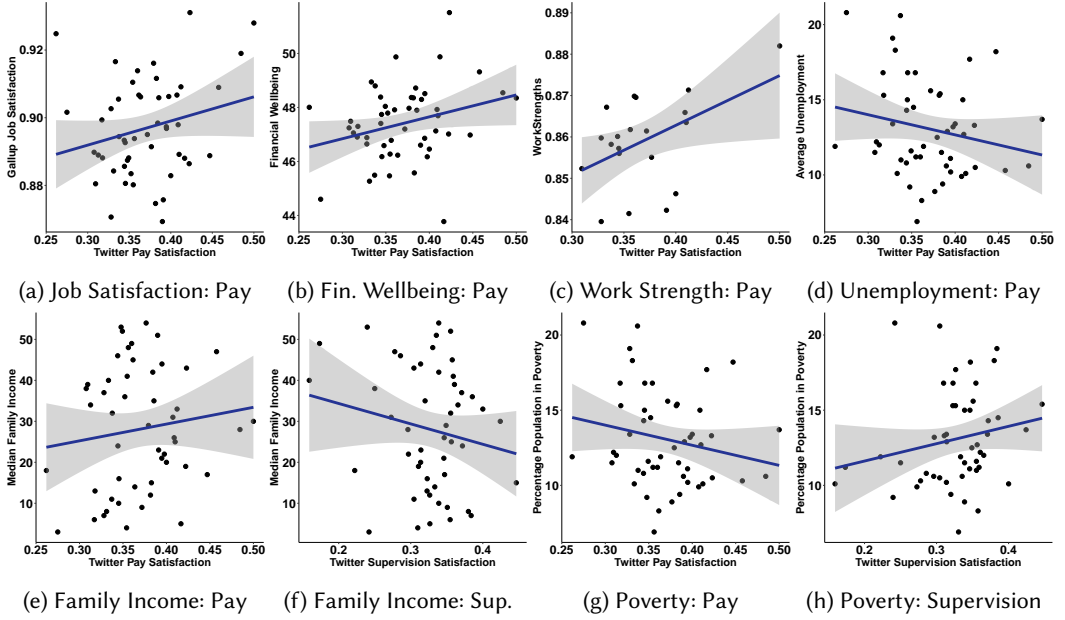 Gallup Job Satisfaction
0.92
0.90
0.88
0.25 0.30 0.35 0.40 0.45 0.50
Twitter Pay Satisfaction
(a) Job Satisfaction: Pay
Financial Wellbeing
50
48
46
44
0.25 0.30 0.35 0.40 0.45 0.50
Twitter Pay Satisfaction
(b) Fin. Wellbeing: Pay
WorkStrengths
0.89
0.88
0.87
0.86
0.85
0.84
0.30 0.35 0.40 0.45 0.50
Twitter Pay Satisfaction
(c) Work Strength: Pay
Average Unemployment
20
15
10
0.25 0.30 0.35 0.40 0.45 0.50
Twitter Pay Satisfaction
(d) Unemployment: Pay
Median Family Income
50
40
30
20
10
0.25 0.30 0.35 0.40 0.45 0.50
Twitter Pay Satisfaction
(e) Family Income: Pay
Median Family Income
50
40
30
20
10
0.2 0.3 0.4
Twitter Supervision Satisfaction
(f) Family Income: Sup.
Percentage Population in Poverty
20
15
10
0.25 0.30 0.35 0.40 0.45 0.50
Twitter Pay Satisfaction
(g) Poverty: Pay
Percentage Population in Poverty
20
15
10
0.2 0.3 0.4
Twitter Supervision Satisfaction
(h) Poverty: Supervision